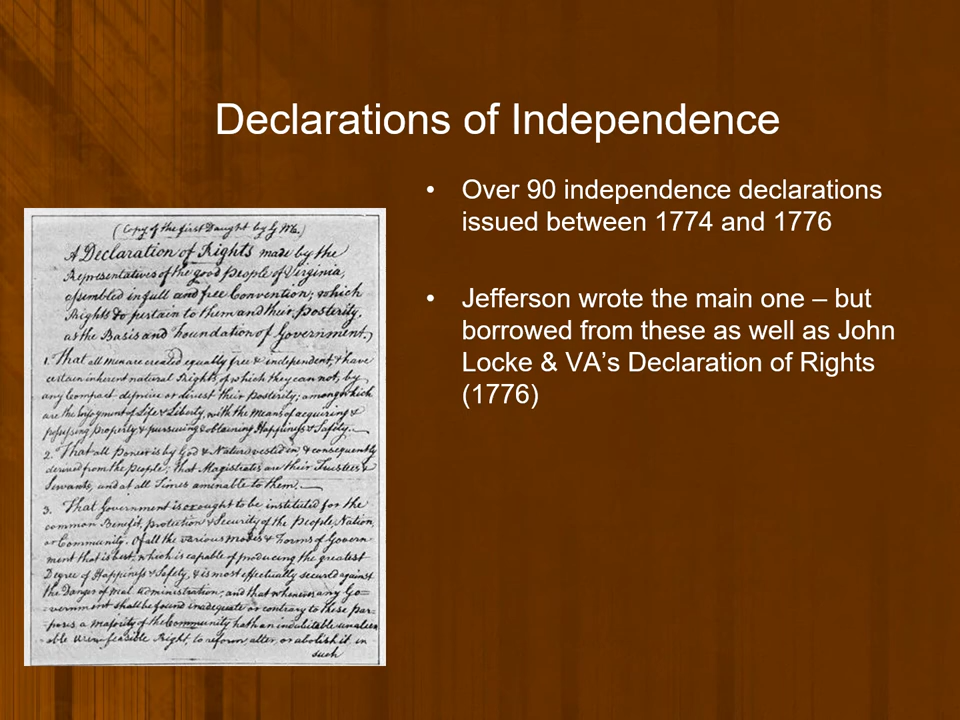 Declarations of Independence
• Over 90 independence declarations
issued between 1774 and 1776
• Jefferson wrote the main one – but
borrowed from these as well as John
Locke & VA's Declaration of Rights
(1776)
(Copy of the first Daught by G M.)
A Declaration of Rights made by the
Representatives of the good People of Virginia,
assembled in full and free Convention; which
Rights do pertain to them and their Posterity,
as the Basis and Foundation of Government.
1. That all men are created equally free & independent, & have
certain inherent natural Rights, of which they can not, by
any Compact deprive or divest their posterity; among which
are the Enjoyment of Life & Liberty, with the Means of acquiring &
possessing property, & pursuing & obtaining Happiness & Safety.
2. That all Power is by God & Nature vested in, & consequently
derived from the People; that Magistrates are their Trustees &
Servants, and at all Times amenable to them.
3. That Government is or ought to be instituted for the
common Benefit, protection & Security of the People, Nation,
or Community. Of all the various Modes & Forms of Govern-
ment that is best, which is capable of producing the greatest
Degree of Happiness & Safety, & is most effectually secured against
the Danger of mal administration; and that whenever any Go-
-vernment shall be found inadequate or contrary to these pur-
-poses, a majority of the Community hath an indubitable
Right, to reform, alter, or abolish it, in
such